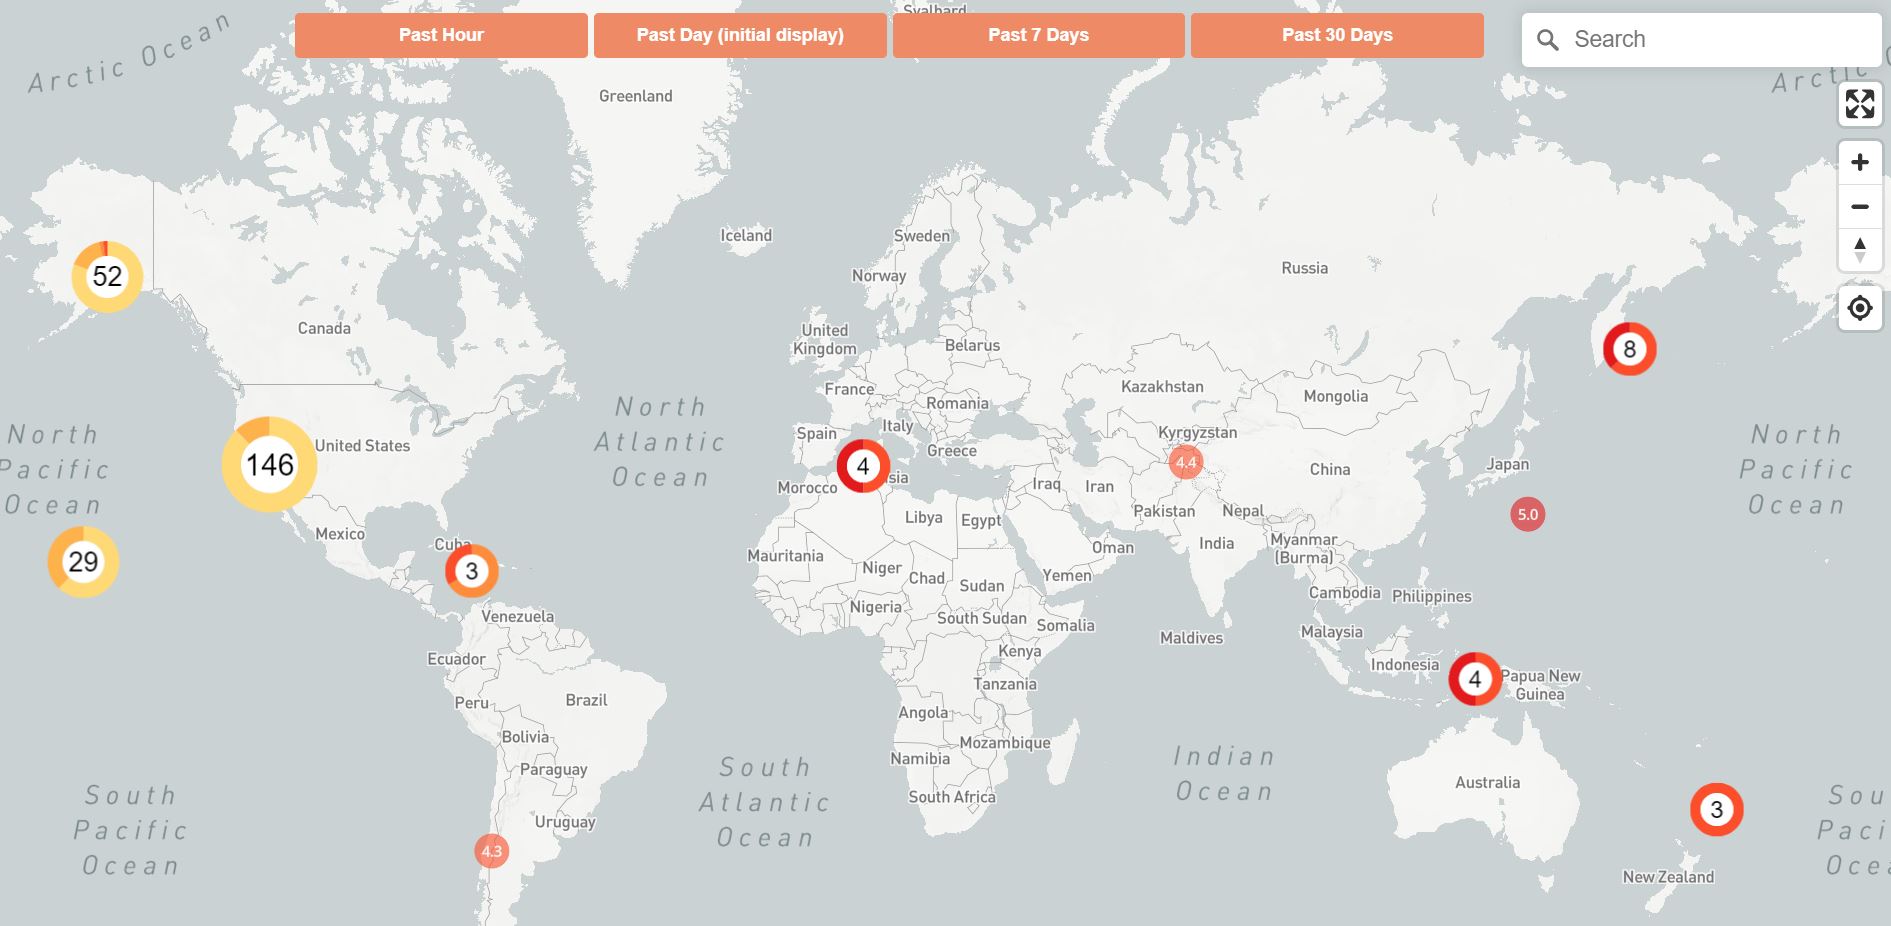 Svalbard
Past Hour
Past Day (initial display)
Past 7 Days
Past 30 Days
Search
Arctic Ocean
Arctic
Greenland
Iceland
Sweden
Norway
Russia
52
Canada
United
Kingdom
Belarus
8
France
Kazakhstan
Mongolia
Romania
North
Atlantic
Ocean
North
Pacific
Ocean
146
United States
Spain
Italy
Greece
4
sia
Morocco
Kyrgyzstan
4.4
China
Japan
North
Pacific
Ocean
Iraq
Iran
Pakistan
Nepal
5.0
Libya
Egypt
Mexico
Cuba
29
3
Mauritania
Niger
Chad
Sudan
Oman
Yemen
India
Myanmar
(Burma)
Cambodia
Philippines
Venezuela
Nigeria
South Sudan
Somalia
Maldives
Malaysia
Ecuador
Kenya
Indonesia
4
Papua New
Guinea
Peru
Brazil
Tanzania
Angola
Bolivia
Mozambique
Namibia
Paraguay
South
Atlantic
Ocean
Indian
Ocean
Australia
South Africa
South
Pacific
Ocean
Uruguay
4.3
3
Sou
Paci
Ocea
New Zealand